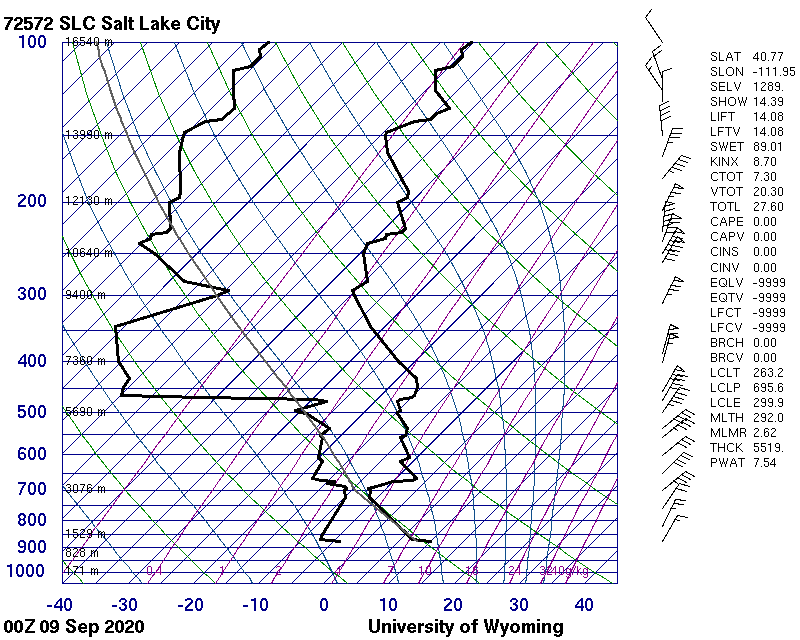 72572 SLC Salt Lake City
100 16540 m
13990 m
200 12130 m
10640 m
300 9400 m
400 7360 m
500 5690 m
600
700 3076 m
800
1529 m
900
828 m
1000 171 m
0.4 1 2 4 7 10 16 24 32 40g/kg
-40 -30 -20 -10 0 10 20 30 40
00Z 09 Sep 2020 University of Wyoming
SLAT 40.77
SLON -111.95
SELV 1289.
SHOW 14.39
LIFT 14.08
LFTV 14.08
SWET 89.01
KINX 8.70
CTOT 7.30
VTOT 20.30
TOTL 27.60
CAPE 0.00
CAPV 0.00
CINS 0.00
CINV 0.00
EQLV -9999
EQTV -9999
LFCT -9999
LFCV -9999
BRCH 0.00
BRCV 0.00
LCLT 263.2
LCLP 695.6
LCLE 299.9
MLTH 292.0
MLMR 2.62
THCK 5519.
PWAT 7.54